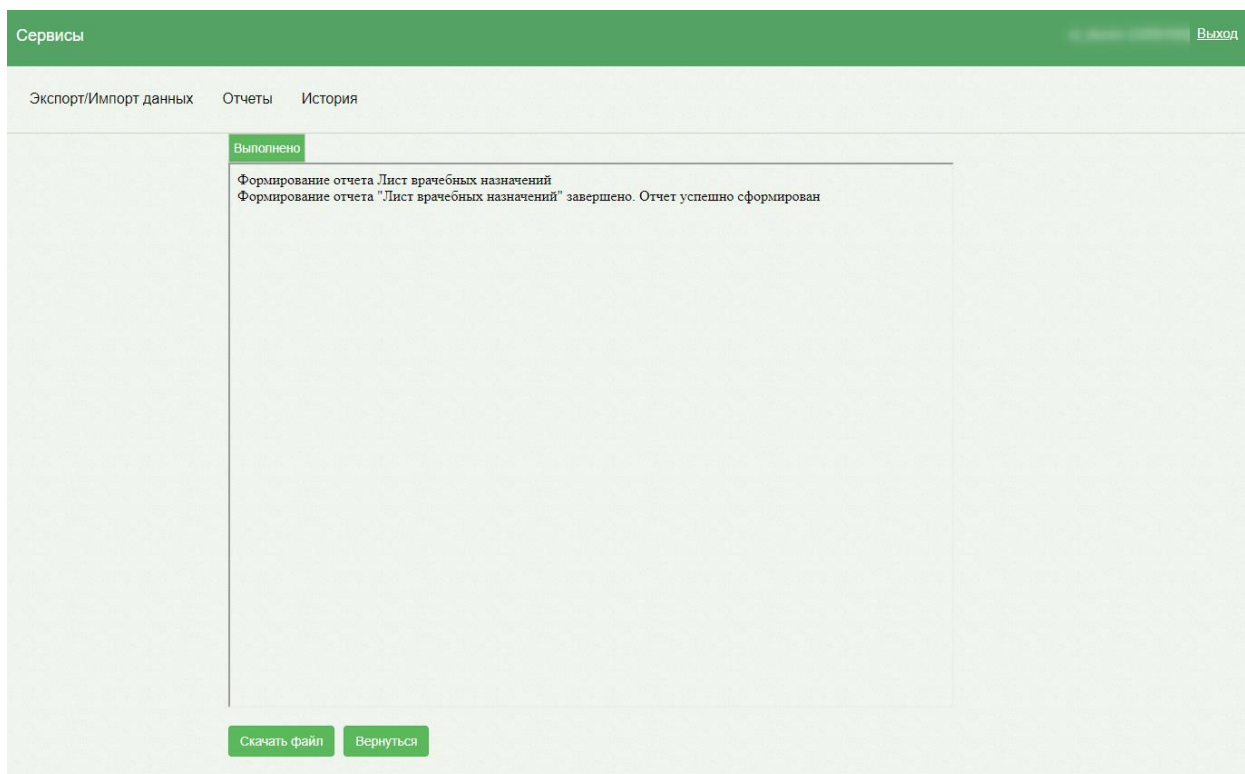 Сервисы
Выход
Экспорт/Импорт данных Отчеты История
Выполнено
Формирование отчета Лист врачебных назначений
Формирование отчета "Лист врачебных назначений" завершено. Отчет успешно сформирован
Скачать файл Вернуться